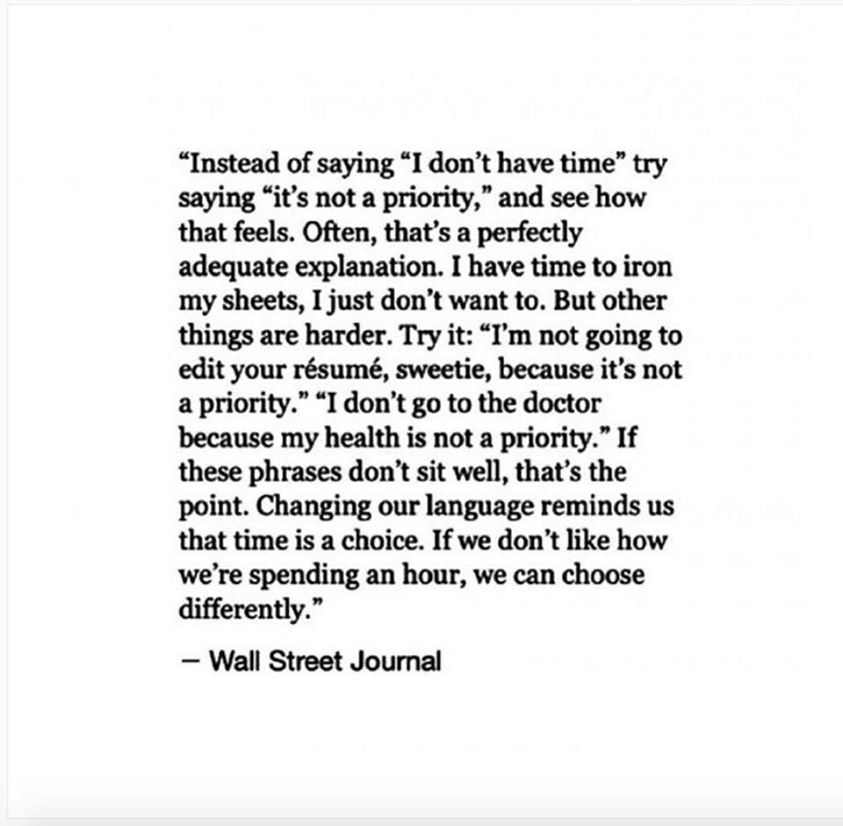 “Instead of saying “I don’t have time” try
saying “it’s not a priority,” and see how
that feels. Often, that’s a perfectly
adequate explanation. I have time to iron
my sheets, I just don’t want to. But other
things are harder. Try it: “I’m not going to
edit your résumé, sweetie, because it’s not
a priority.” “I don’t go to the doctor
because my health is not a priority.” If
these phrases don’t sit well, that’s the
point. Changing our language reminds us
that time is a choice. If we don’t like how
we’re spending an hour, we can choose
differently.”
– Wall Street Journal